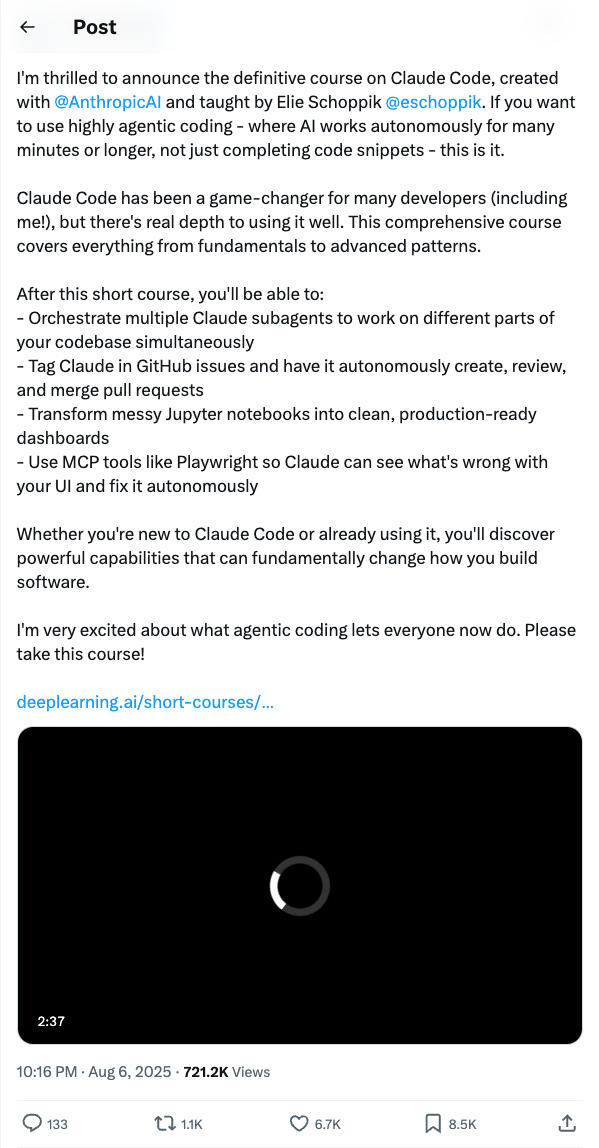 Post
I'm thrilled to announce the definitive course on Claude Code, created
with @AnthropicAI and taught by Elie Schoppik @eschoppik. If you want
to use highly agentic coding - where AI works autonomously for many
minutes or longer, not just completing code snippets - this is it.
Claude Code has been a game-changer for many developers (including
me!), but there's real depth to using it well. This comprehensive course
covers everything from fundamentals to advanced patterns.
After this short course, you'll be able to:
- Orchestrate multiple Claude subagents to work on different parts of
your codebase simultaneously
- Tag Claude in GitHub issues and have it autonomously create, review,
and merge pull requests
- Transform messy Jupyter notebooks into clean, production-ready
dashboards
- Use MCP tools like Playwright so Claude can see what's wrong with
your UI and fix it autonomously
Whether you're new to Claude Code or already using it, you'll discover
powerful capabilities that can fundamentally change how you build
software.
I'm very excited about what agentic coding lets everyone now do. Please
take this course!
deeplearning.ai/short-courses/...
2:37
10:16 PM · Aug 6, 2025 · 721.2K Views
133 1.1K 6.7K 8.5K